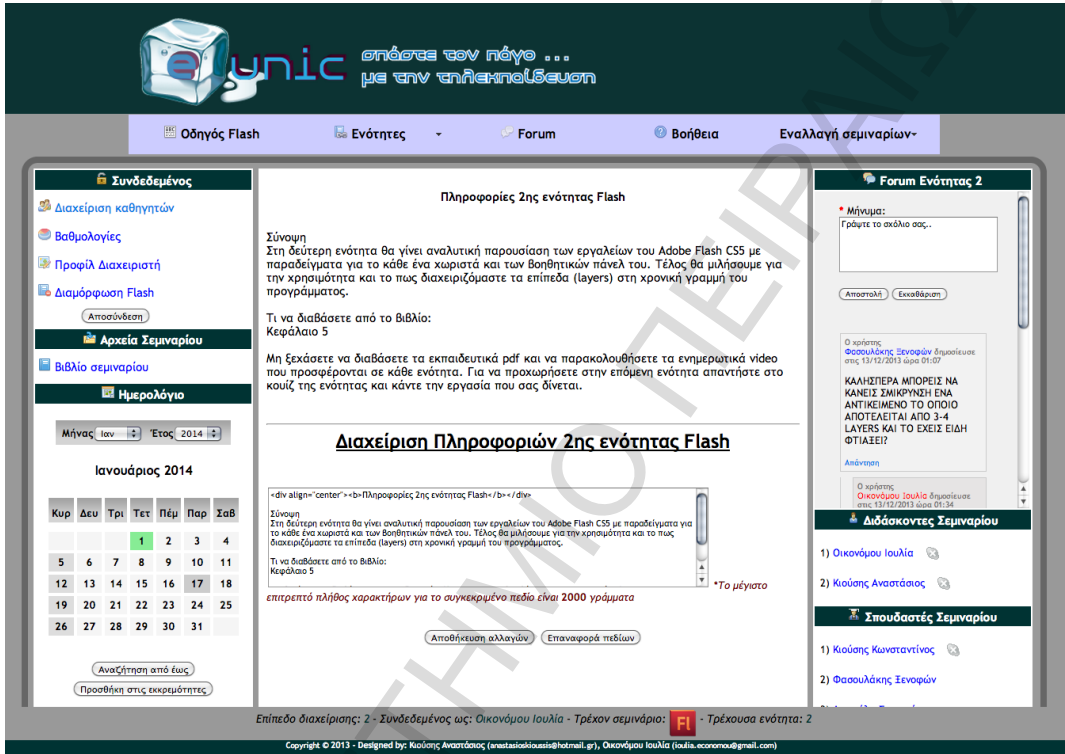 eunic
σπάστε τον πάγο ...
με την τηλεκπαίδευση
Οδηγός Flash
Ενότητες
Forum
Βοήθεια
Εναλλαγή σεμιναρίων
Συνδεδεμένος
Διαχείριση καθηγητών
Βαθμολογίες
Προφίλ Διαχειριστή
Διαμόρφωση Flash
Αποσύνδεση
Αρχεία Σεμιναρίου
Βιβλίο σεμιναρίου
Ημερολόγιο
Μήνας Ιαν Έτος 2014
Ιανουάριος 2014
Κυρ Δευ Τρι Τετ Πέμ Παρ Σαβ
1 2 3 4
5 6 7 8 9 10 11
12 13 14 15 16 17 18
19 20 21 22 23 24 25
26 27 28 29 30 31
Αναζήτηση από έως
Προσθήκη στις εκκρεμότητες
Πληροφορίες 2ης ενότητας Flash
Σύνοψη
Στη δεύτερη ενότητα θα γίνει αναλυτική παρουσίαση των εργαλείων του Adobe Flash CS5 με
παραδείγματα για το κάθε ένα χωριστά και των βοηθητικών πάνελ του. Τέλος θα μιλήσουμε για
την χρησιμότητα και το πως διαχειριζόμαστε τα επίπεδα (layers) στη χρονική γραμμή του
προγράμματος.
Τι να διαβάσετε από το βιβλίο:
Κεφάλαιο 5
Μη ξεχάσετε να διαβάσετε τα εκπαιδευτικά pdf και να παρακολουθήσετε τα ενημερωτικά video
που προσφέρονται σε κάθε ενότητα. Για να προχωρήσετε στην επόμενη ενότητα απαντήστε στο
κουίζ της ενότητας και κάντε την εργασία που σας δίνεται.
Διαχείριση Πληροφοριών 2ης ενότητας Flash
<div align="center"><b>Πληροφορίες 2ης ενότητας Flash</b></div>
Σύνοψη
Στη δεύτερη ενότητα θα γίνει αναλυτική παρουσίαση των εργαλείων του Adobe Flash CS5 με παραδείγματα για
το κάθε ένα χωριστά και των βοηθητικών πάνελ του. Τέλος θα μιλήσουμε για την χρησιμότητα και το πως
διαχειριζόμαστε τα επίπεδα (layers) στη χρονική γραμμή του προγράμματος.
Τι να διαβάσετε από το βιβλίο:
Κεφάλαιο 5
*Το μέγιστο
επιτρεπτό πλήθος χαρακτήρων για το συγκεκριμένο πεδίο είναι 2000 γράμματα
Αποθήκευση αλλαγών
Επαναφορά πεδίων
Forum Ενότητας 2
* Μήνυμα:
Γράψτε το σχόλιο σας..
Αποστολή
Εκκαθάριση
Ο χρήστης
Φασουλάκης Ξενοφών δημοσίευσε
στις 13/12/2013 ώρα 01:07
ΚΑΛΗΣΠΕΡΑ ΜΠΟΡΕΙΣ ΝΑ
ΚΑΝΕΙΣ ΣΜΙΚΡΥΝΣΗ ΕΝΑ
ΑΝΤΙΚΕΙΜΕΝΟ ΤΟ ΟΠΟΙΟ
ΑΠΟΤΕΛΕΙΤΑΙ ΑΠΟ 3-4
LAYERS ΚΑΙ ΤΟ ΕΧΕΙΣ ΕΙΔΗ
ΦΤΙΑΞΕΙ?
Απάντηση
Ο χρήστης
Οικονόμου Ιουλία δημοσίευσε
στις 13/12/2013 ώρα 01:34
Διδάσκοντες Σεμιναρίου
1) Οικονόμου Ιουλία
2) Κιούσης Αναστάσιος
Σπουδαστές Σεμιναρίου
1) Κιούσης Κωνσταντίνος
2) Φασουλάκης Ξενοφών
Επίπεδο διαχείρισης: 2 - Συνδεδεμένος ως: Οικονόμου Ιουλία - Τρέχον σεμινάριο: Fl - Τρέχουσα ενότητα: 2
Copyright © 2013 - Designed by: Κιούσης Αναστάσιος (anastasioskioussis@hotmail.gr), Οικονόμου Ιουλία (ioulia.economou@gmail.com)
ΤΗΜΙΟ ΠΕΙΡΑΙΩ